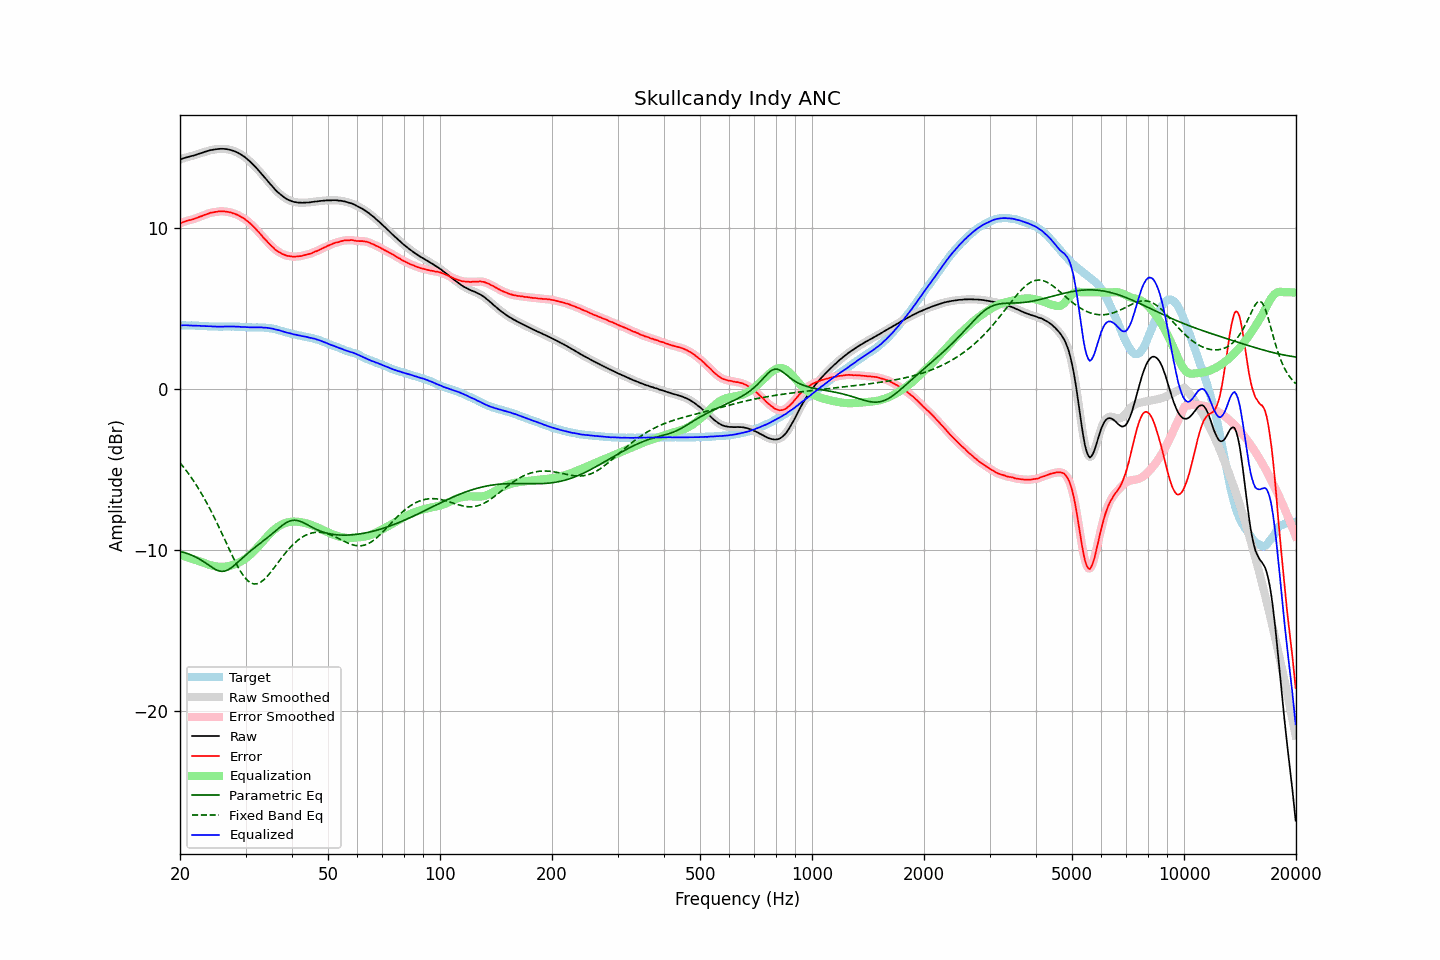 Skullcandy Indy ANC
Amplitude (dBr)
10
0
−10
−20
Target
Raw Smoothed
Error Smoothed
Raw
Error
Equalization
Parametric Eq
Fixed Band Eq
Equalized
20 50 100 200 500 1000 2000 5000 10000 20000
Frequency (Hz)